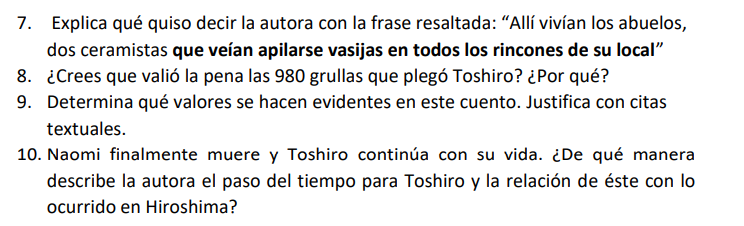 7. Explica qué quiso decir la autora con la frase resaltada: “Allí vivían los abuelos,
dos ceramistas que veían apilarse vasijas en todos los rincones de su local”
8. ¿Crees que valió la pena las 980 grullas que plegó Toshiro? ¿Por qué?
9. Determina qué valores se hacen evidentes en este cuento. Justifica con citas
textuales.
10. Naomi finalmente muere y Toshiro continúa con su vida. ¿De qué manera
describe la autora el paso del tiempo para Toshiro y la relación de éste con lo
ocurrido en Hiroshima?